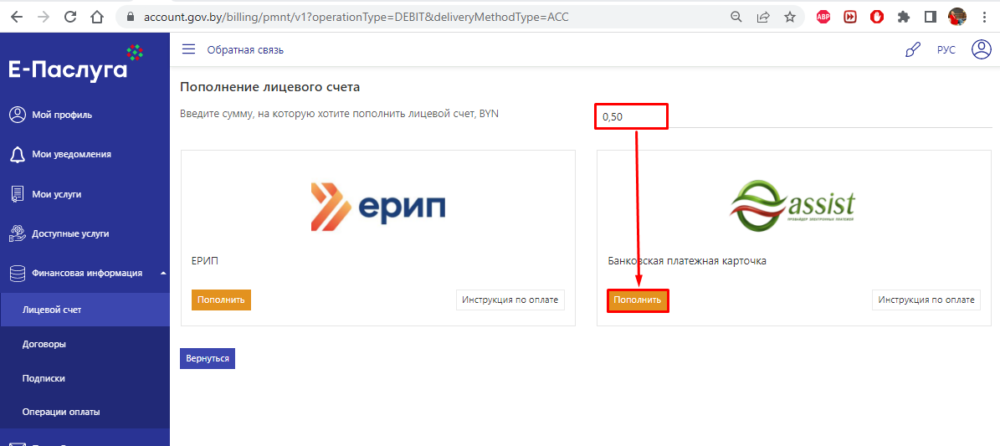 account.gov.by/billing/pmnt/v1?operationType=DEBIT&deliveryMethodType=ACC
ABP
Е-Паслуга
Обратная связь
РУС
Мой профиль
Мои уведомления
Мои услуги
Доступные услуги
Финансовая информация
Лицевой счет
Договоры
Подписки
Операции оплаты
Пополнение лицевого счета
Введите сумму, на которую хотите пополнить лицевой счет, BYN
0,50
ерип
ЕРИП
Пополнить
Инструкция по оплате
assist
ПРОВАЙДЕР ЭЛЕКТРОННЫХ ПЛАТЕЖЕЙ
Банковская платежная карточка
Пополнить
Инструкция по оплате
Вернуться